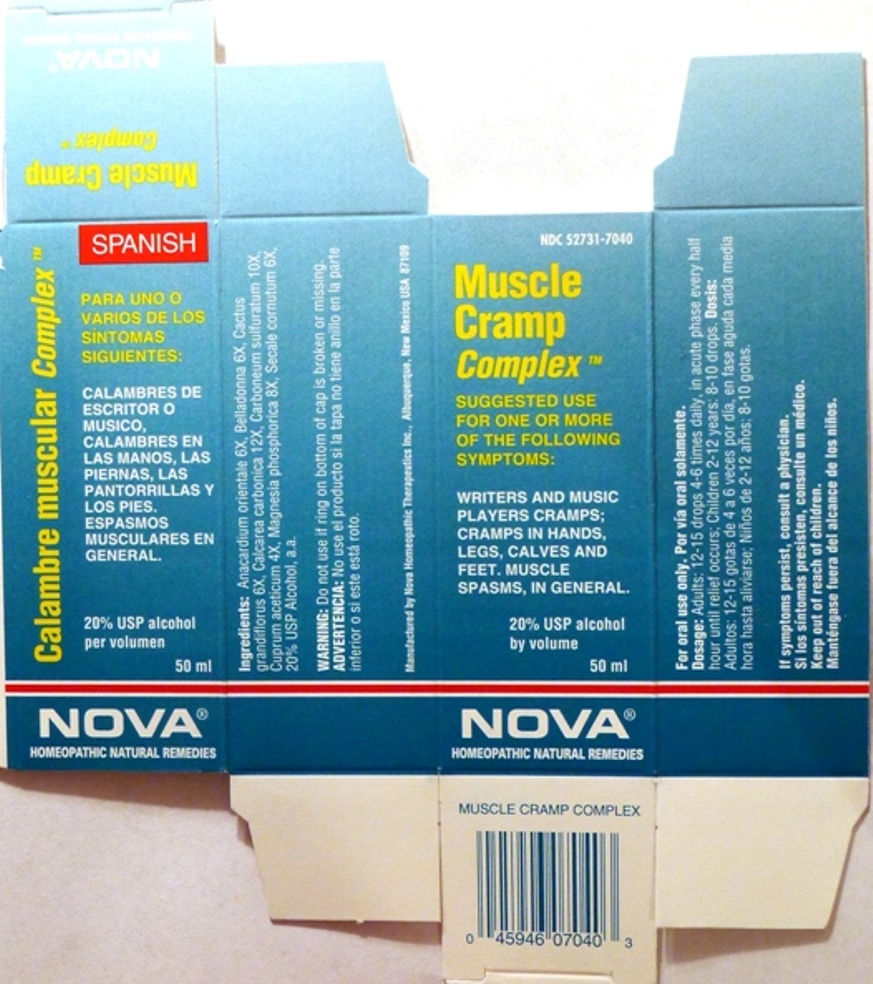 NOVA®
HOMEOPATHIC NATURAL REMEDIES
Muscle Cramp
Complex™
Calambre muscular Complex™
SPANISH
PARA UNO O
VARIOS DE LOS
SÍNTOMAS
SIGUIENTES:
CALAMBRES DE
ESCRITOR O
MUSICO,
CALAMBRES EN
LAS MANOS, LAS
PIERNAS, LAS
PANTORRILLAS Y
LOS PIES.
ESPASMOS
MUSCULARES EN
GENERAL.
20% USP alcohol
per volumen
50 ml
NOVA®
HOMEOPATHIC NATURAL REMEDIES
Ingredients: Anacardium orientale 6X, Belladonna 6X, Cactus
grandiflorus 6X, Calcarea carbonica 12X, Carboneum sulfuratum 10X,
Cuprum aceticum 4X, Magnesia phosphorica 8X, Secale cornutum 6X,
20% USP Alcohol, a.a.
WARNING: Do not use if ring on bottom of cap is broken or missing.
ADVERTENCIA: No use el producto si la tapa no tiene anillo en la parte
inferior o si este está roto.
Manufactured by Nova Homeopathic Therapeutics Inc., Albuquerque, New Mexico USA 87109
NDC 52731-7040
Muscle
Cramp
Complex™
SUGGESTED USE
FOR ONE OR MORE
OF THE FOLLOWING
SYMPTOMS:
WRITERS AND MUSIC
PLAYERS CRAMPS;
CRAMPS IN HANDS,
LEGS, CALVES AND
FEET. MUSCLE
SPASMS, IN GENERAL.
20% USP alcohol
by volume
50 ml
NOVA®
HOMEOPATHIC NATURAL REMEDIES
For oral use only. Por vía oral solamente.
Dosage: Adults: 12-15 drops 4-6 times daily, in acute phase every half
hour until relief occurs; Children 2-12 years: 8-10 drops. Dosis:
Adultos: 12-15 gotas de 4 a 6 veces por día, en fase aguda cada media
hora hasta aliviarse; Niños de 2-12 años: 8-10 gotas.
If symptoms persist, consult a physician.
Si los síntomas presisten, consulte un médico.
Keep out of reach of children.
Manténgase fuera del alcance de los niños.
MUSCLE CRAMP COMPLEX
0 45946 07040 3